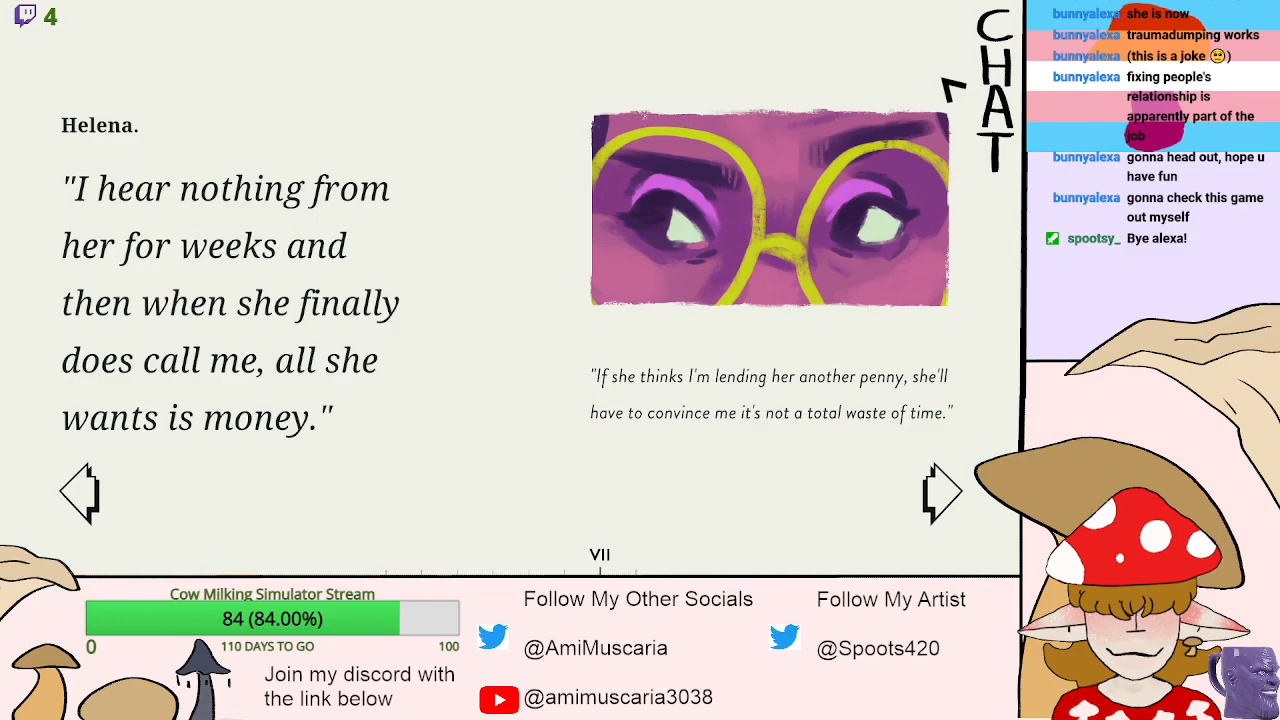 4
Helena.
"I hear nothing from
her for weeks and
then when she finally
does call me, all she
wants is money."
"If she thinks I'm lending her another penny, she'll
have to convince me it's not a total waste of time."
VII
CHAT
bunnyalexa she is now
bunnyalexa traumadumping works
bunnyalexa (this is a joke 🥺)
bunnyalexa fixing people's
relationship is
apparently part of the
job
bunnyalexa gonna head out, hope u
have fun
bunnyalexa gonna check this game
out myself
spootsy_ Bye alexa!
Cow Milking Simulator Stream
84 (84.00%)
0 110 DAYS TO GO 100
Join my discord with
the link below
Follow My Other Socials
@AmiMuscaria
@amimuscaria3038
Follow My Artist
@Spoots420